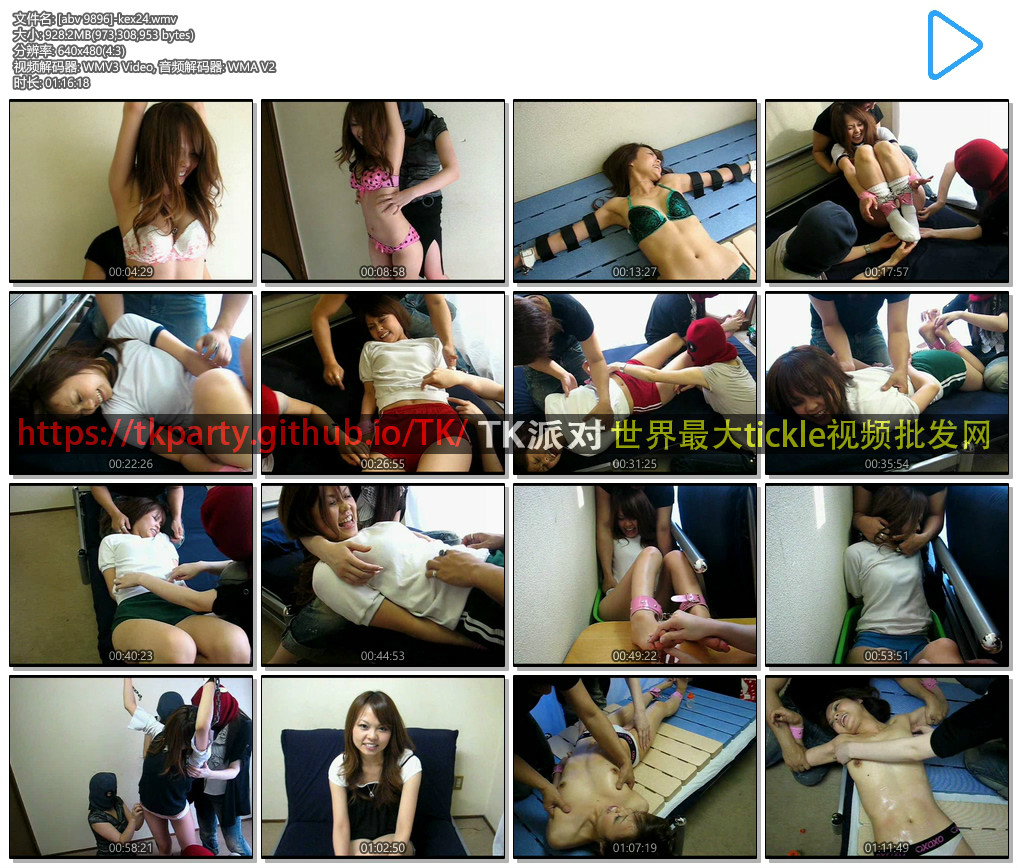 文件名: [abv 9896]-kex24.wmv
大小: 928.2MB(973,308,953 bytes)
分辨率: 640x480(4:3)
视频解码器: WMV3 Video, 音频解码器: WMA V2
时长: 01:16:18
00:04:29
00:08:58
00:13:27
00:17:57
https://tkparty.github.io/TK/ TK派对 世界最大tickle视频批发网
00:22:26
00:26:55
00:31:25
00:35:54
00:40:23
00:44:53
00:49:22
00:53:51
00:58:21
01:02:50
01:07:19
01:11:49